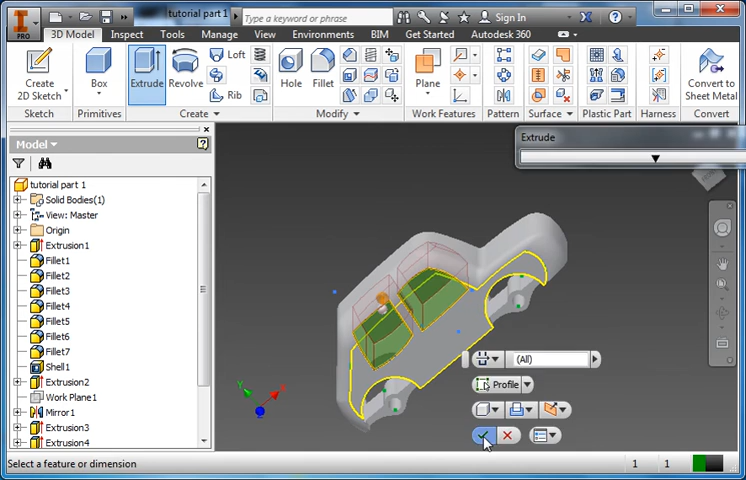 I
PRO
tutorial part 1
Type a keyword or phrase
Sign In
3D Model Inspect Tools Manage View Environments BIM Get Started Autodesk 360
Create
2D Sketch
Box
Extrude
Revolve
Loft
Rib
Hole
Fillet
Plane
Convert to
Sheet Metal
Sketch Primitives Create Modify Work Features Pattern Surface Plastic Part Harness Convert
Model
Extrude
tutorial part 1
Solid Bodies(1)
View: Master
Origin
Extrusion1
Fillet1
Fillet2
Fillet3
Fillet4
Fillet5
Fillet6
Fillet7
Shell1
Extrusion2
Work Plane1
Mirror1
Extrusion3
Extrusion4
FRONT
(All)
Profile
Y
X
Z
Select a feature or dimension
1 1